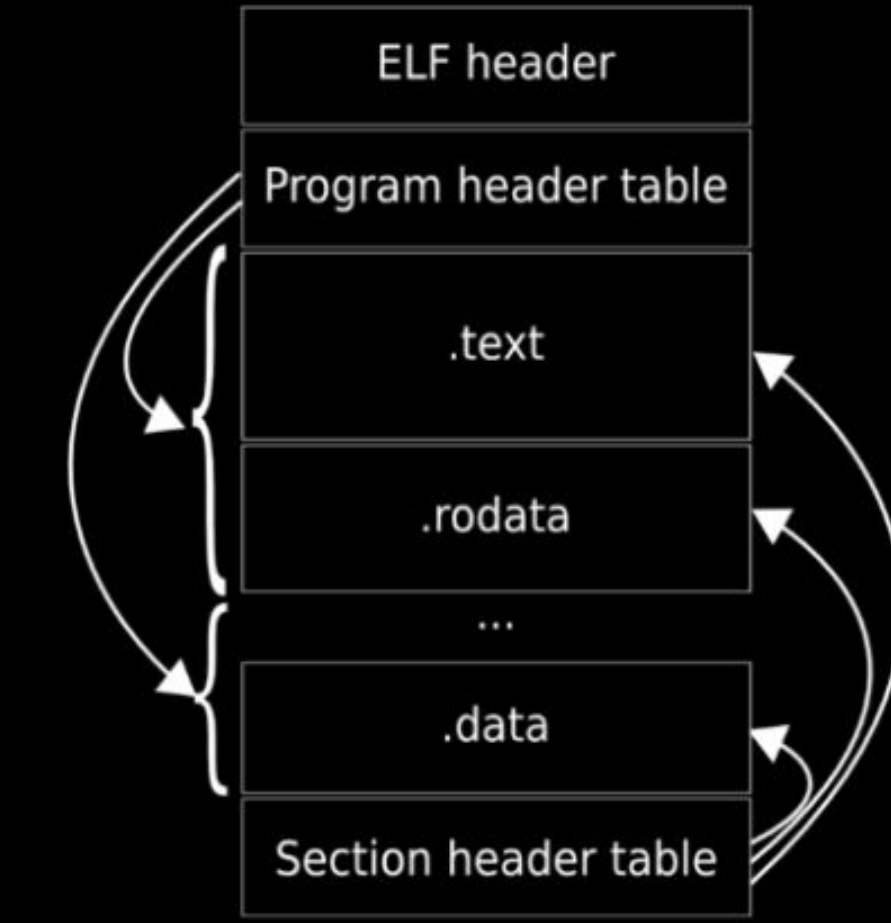 ELF header
Program header table
.text
.rodata
...
.data
Section header table